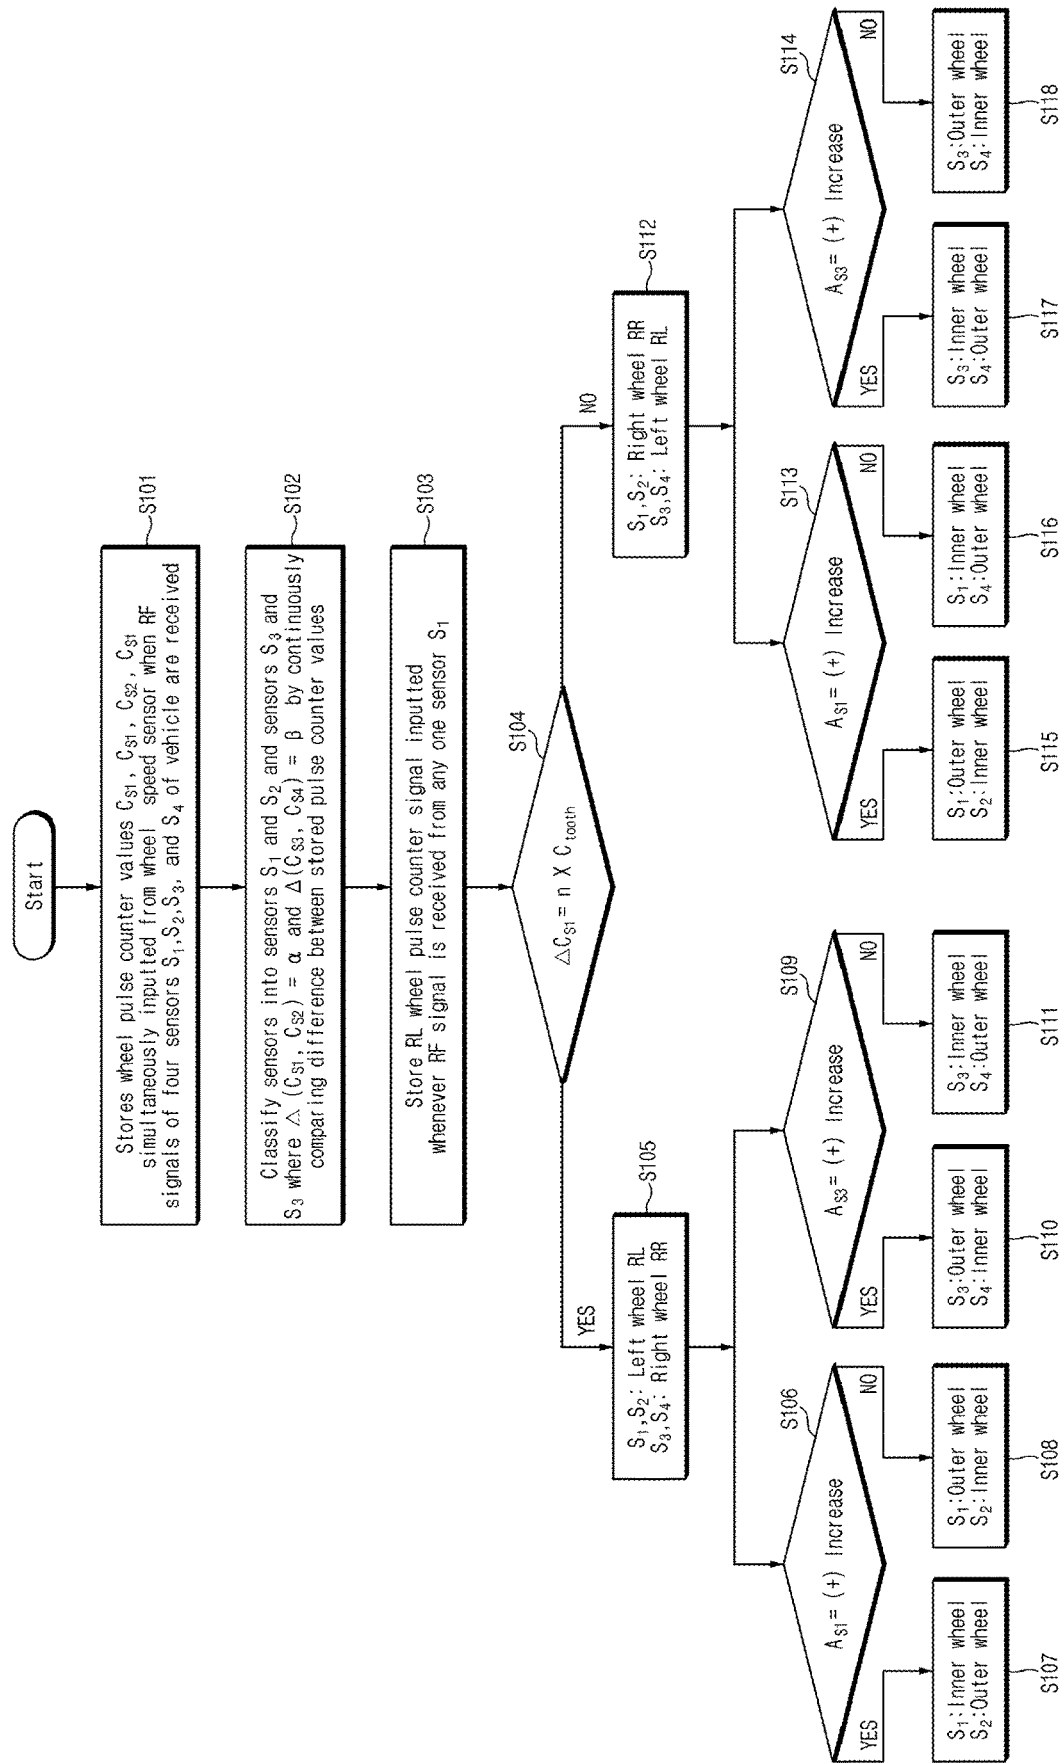 Start
Stores wheel pulse counter values C_S1, C_S1, C_S2, C_S1
simultaneously inputted from wheel speed sensor when RF
signals of four sensors S1,S2,S3, and S4 of vehicle are received
S101
Classify sensors into sensors S1 and S2 and sensors S3 and
S3 where △ (C_S1, C_S2) = α and Δ(C_S3, C_S4) = β by continuously
comparing difference between stored pulse counter values
S102
Store RL wheel pulse counter signal inputted
whenever RF signal is received from any one sensor S1
S103
△C_S1 = n X C_tooth
S104
YES
NO
S1,S2: Left wheel RL
S3,S4: Right wheel RR
S105
S1,S2: Right wheel RR
S3,S4: Left wheel RL
S112
A_S1= (+) Increase
S106
A_S3= (+) Increase
S109
A_S1= (+) Increase
S113
A_S3= (+) Increase
S114
YES
NO
YES
NO
YES
NO
YES
NO
S1:Inner wheel
S2:Outer wheel
S107
S1:Outer wheel
S2:Inner wheel
S108
S3:Outer wheel
S4:Inner wheel
S110
S3:Inner wheel
S4:Outer wheel
S111
S1:Outer wheel
S2:Inner wheel
S115
S1:Inner wheel
S4:Outer wheel
S116
S3:Inner wheel
S4:Outer wheel
S117
S3:Outer wheel
S4:Inner wheel
S118